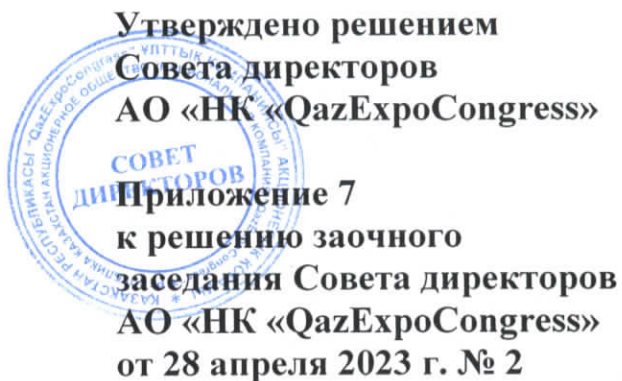 Утверждено решением
Совета директоров
АО «НК «QazExpoCongress»
СОВЕТ
ДИРЕКТОРОВ
Приложение 7
к решению заочного
заседания Совета директоров
АО «НК «QazExpoCongress»
от 28 апреля 2023 г. № 2